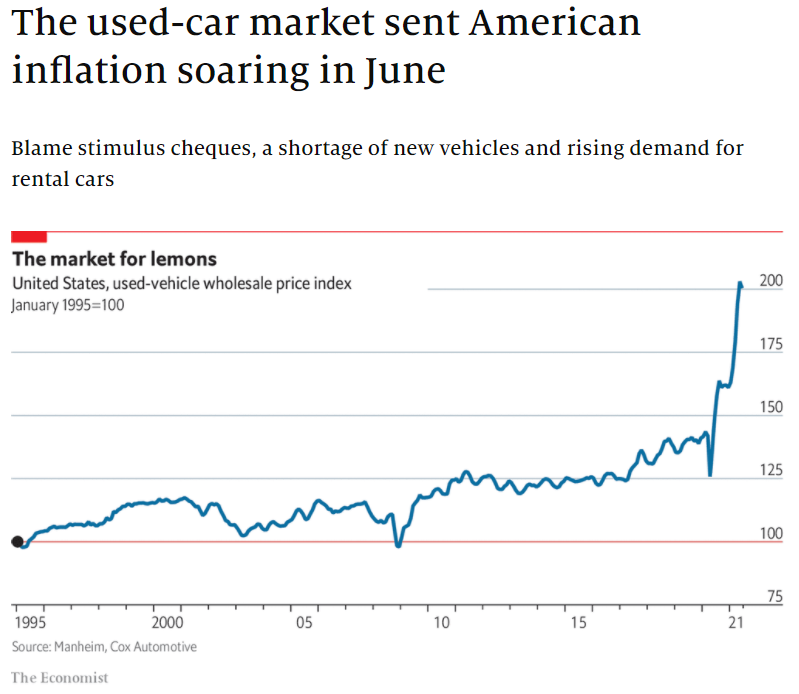 The used-car market sent American
inflation soaring in June
Blame stimulus cheques, a shortage of new vehicles and rising demand for
rental cars
The market for lemons
United States, used-vehicle wholesale price index
January 1995=100
200
175
150
125
100
75
1995 2000 05 10 15 21
Source: Manheim, Cox Automotive
The Economist